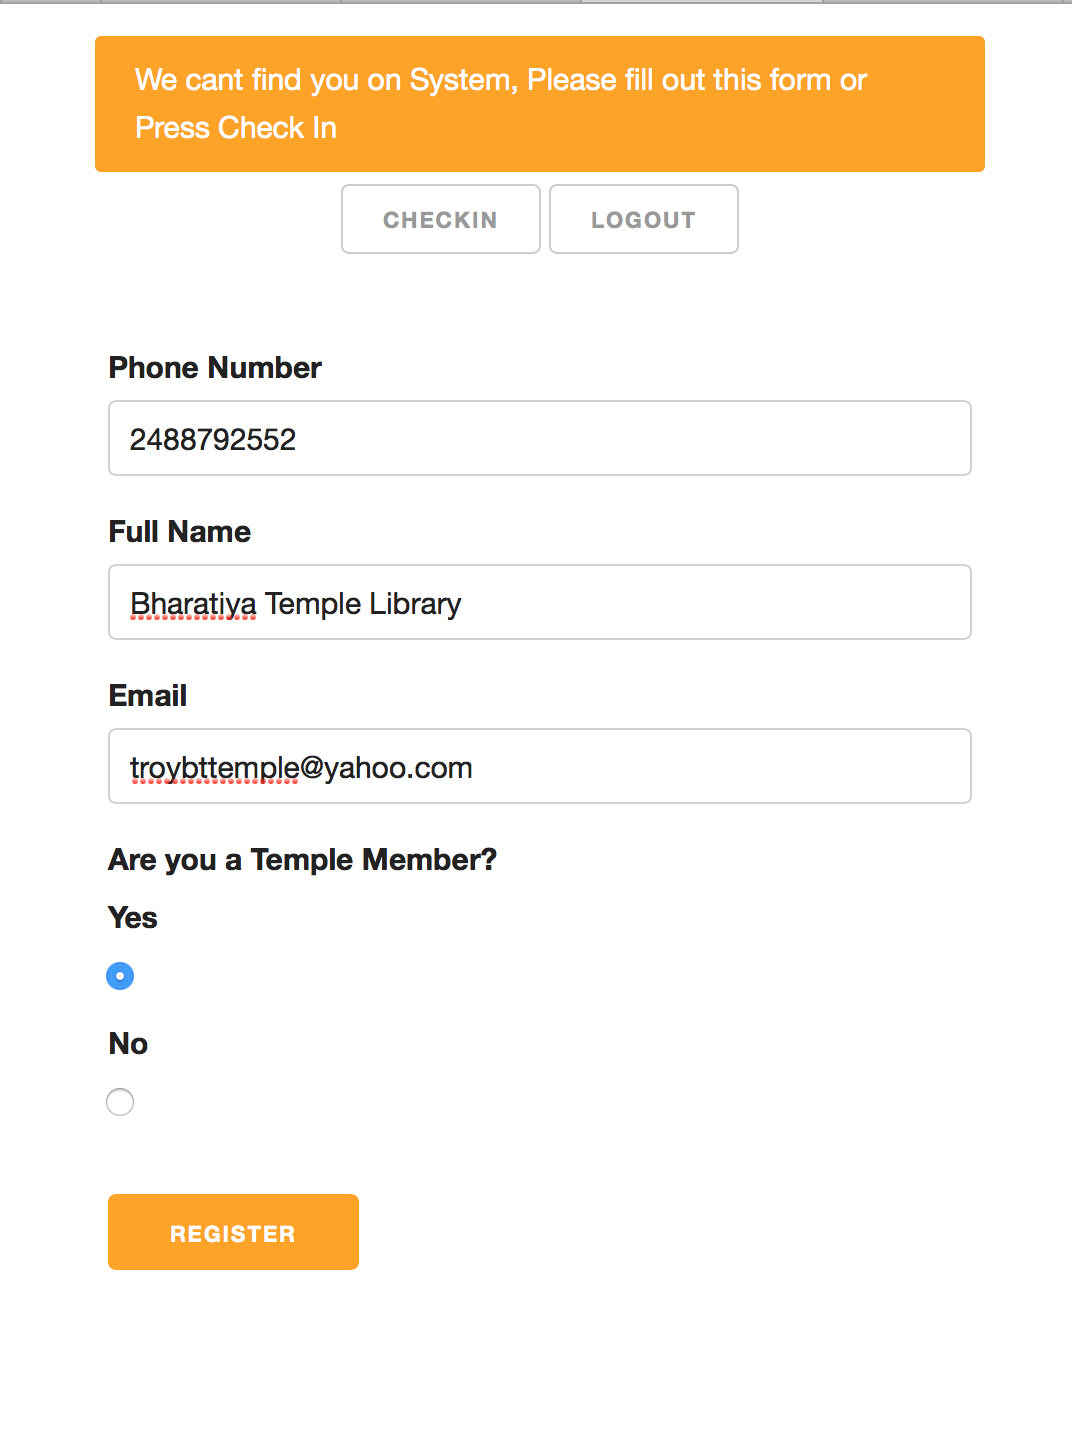 We cant find you on System, Please fill out this form or
Press Check In
CHECKIN LOGOUT
Phone Number
2488792552
Full Name
Bharatiya Temple Library
Email
troybttemple@yahoo.com
Are you a Temple Member?
Yes
No
REGISTER